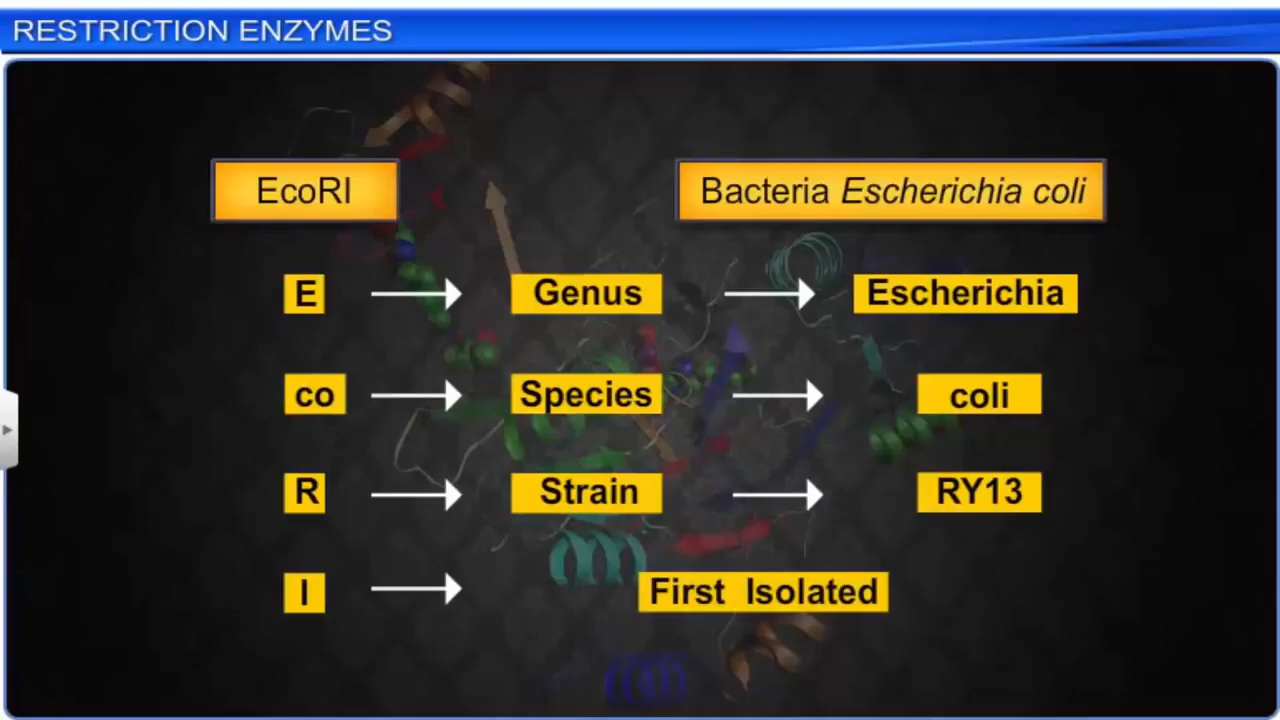 RESTRICTION ENZYMES
EcoRI
Bacteria Escherichia coli
E
Genus
Escherichia
co
Species
coli
R
Strain
RY13
I
First Isolated